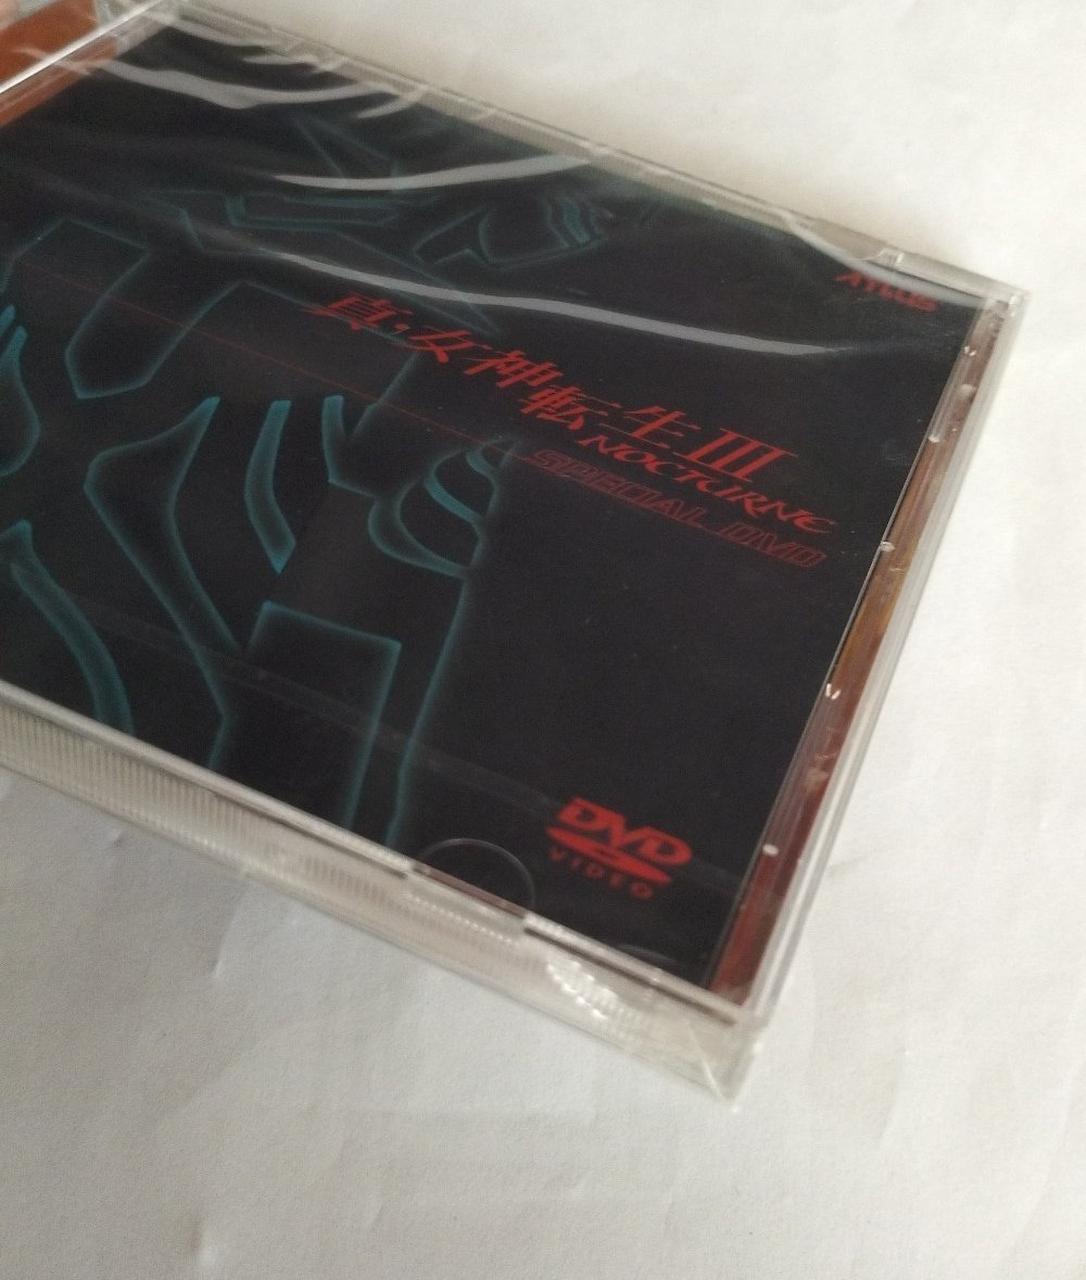 ATLUS
真・女神転生III
NOCTURNE
SPECIAL DVD
DVD
VIDEO